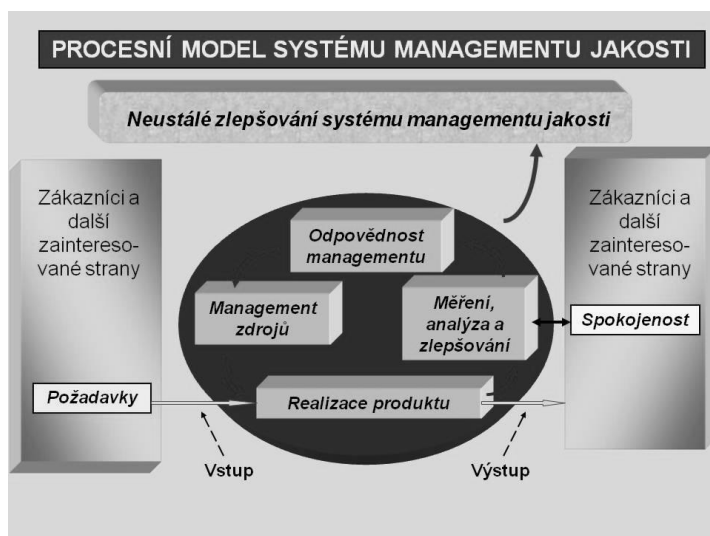 PROCESNÍ MODEL SYSTÉMU MANAGEMENTU JAKOSTI
Neustálé zlepšování systému managementu jakosti
Zákazníci a
další
zaintereso-
vané strany
Požadavky
Odpovědnost
managementu
Management
zdrojů
Měření,
analýza a
zlepšování
Realizace produktu
Vstup
Výstup
Zákazníci a
další
zaintereso-
vané strany
Spokojenost